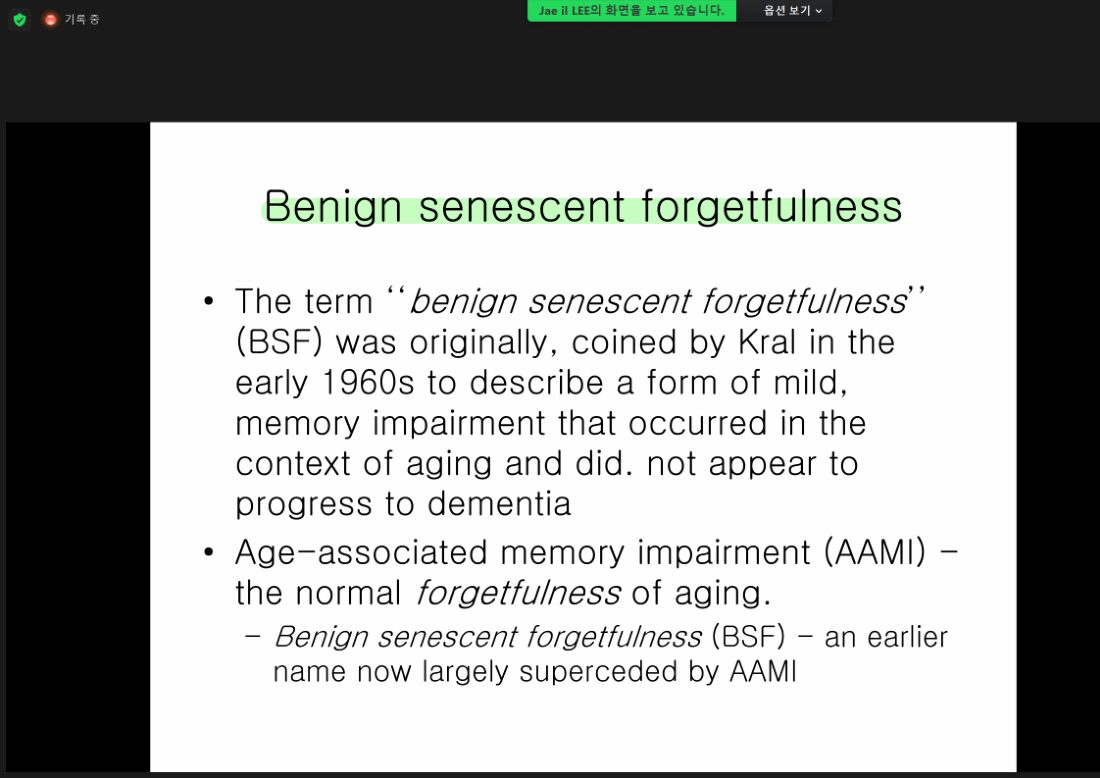 기록 중
Jae il LEE의 화면을 보고 있습니다.
옵션 보기
Benign senescent forgetfulness
• The term ‘‘benign senescent forgetfulness’’
(BSF) was originally, coined by Kral in the
early 1960s to describe a form of mild,
memory impairment that occurred in the
context of aging and did. not appear to
progress to dementia
• Age-associated memory impairment (AAMI) –
the normal forgetfulness of aging.
– Benign senescent forgetfulness (BSF) – an earlier
name now largely superceded by AAMI